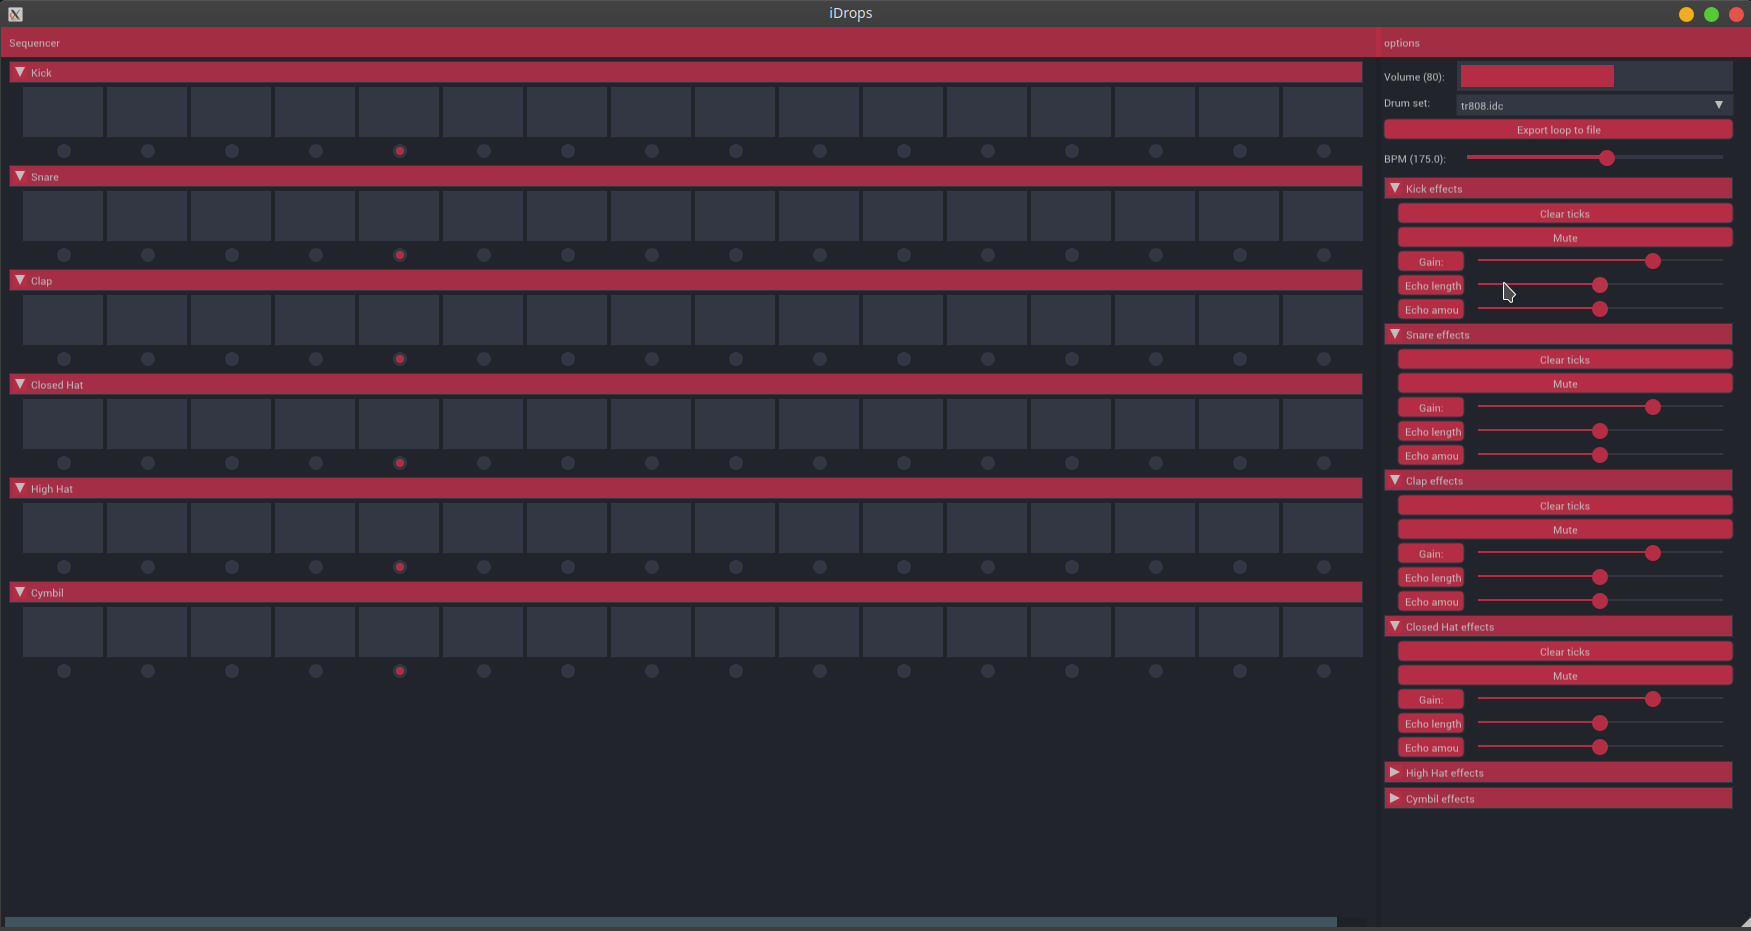 iDrops
Sequencer
Kick
Snare
Clap
Closed Hat
High Hat
Cymbil
options
Volume (80):
Drum set: tr808.idc
Export loop to file
BPM (175.0):
Kick effects
Clear ticks
Mute
Gain:
Echo length
Echo amou
Snare effects
Clear ticks
Mute
Gain:
Echo length
Echo amou
Clap effects
Clear ticks
Mute
Gain:
Echo length
Echo amou
Closed Hat effects
Clear ticks
Mute
Gain:
Echo length
Echo amou
High Hat effects
Cymbil effects